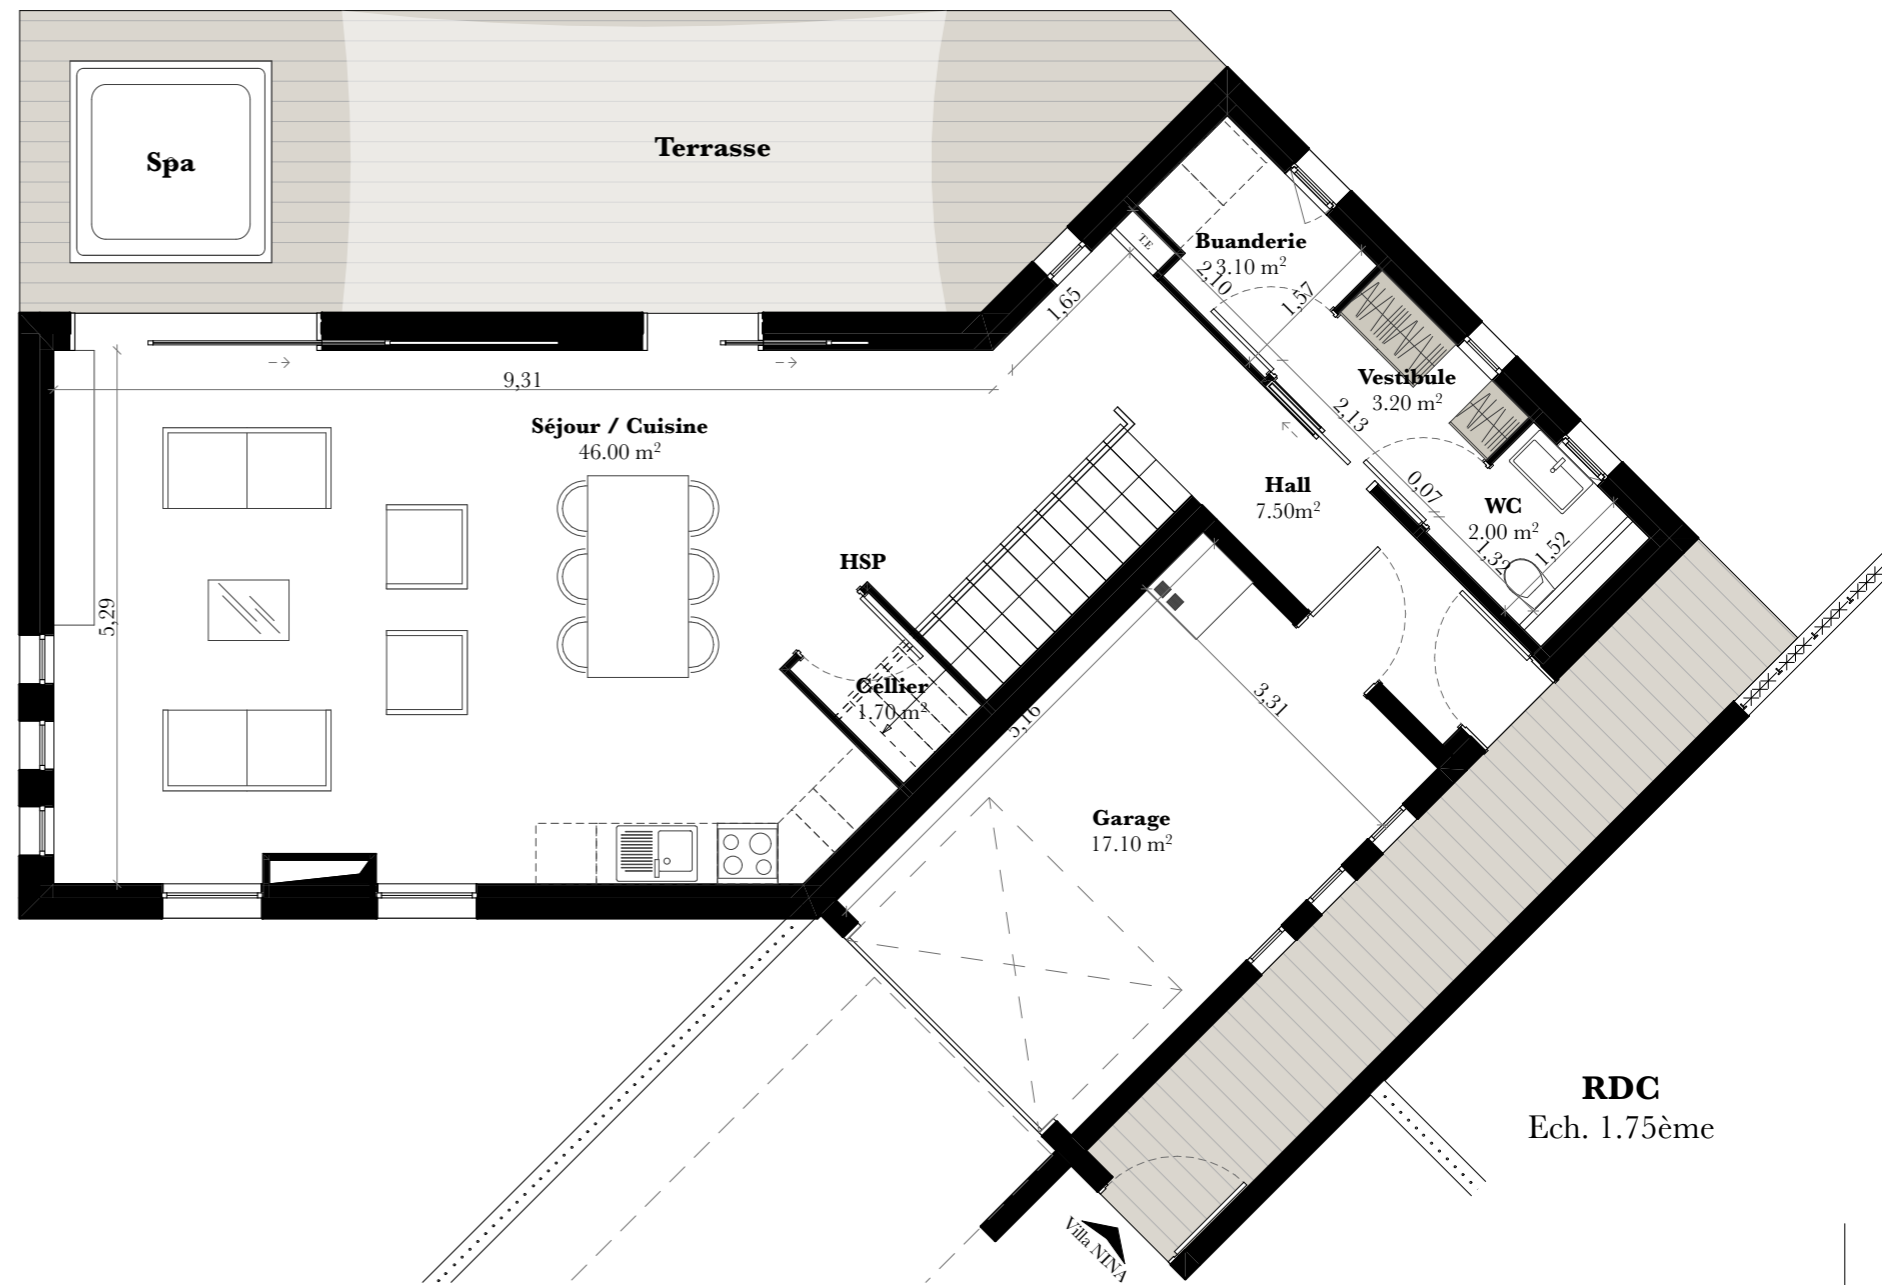 Spa
Terrasse
T.E
Buanderie
3.10 m²
2,10
1,57
1,65
9,31
Vestibule
3.20 m²
2,13
Séjour / Cuisine
46.00 m²
Hall
7.50m²
0,07
WC
2.00 m²
1,32
1,52
HSP
5,29
Cellier
1.70 m²
5,16
3,31
Garage
17.10 m²
RDC
Ech. 1.75ème
Villa NINA